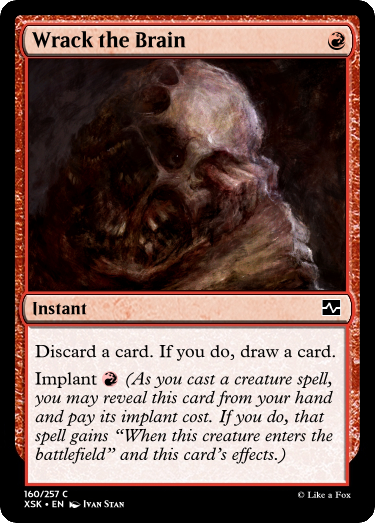 Wrack the Brain
Instant
Discard a card. If you do, draw a card.
Implant (As you cast a creature spell,
you may reveal this card from your hand
and pay its implant cost. If you do, that
spell gains “When this creature enters the
battlefield” and this card's effects.)
160/257 C
XSK • EN Ivan Stan
© Like a Fox